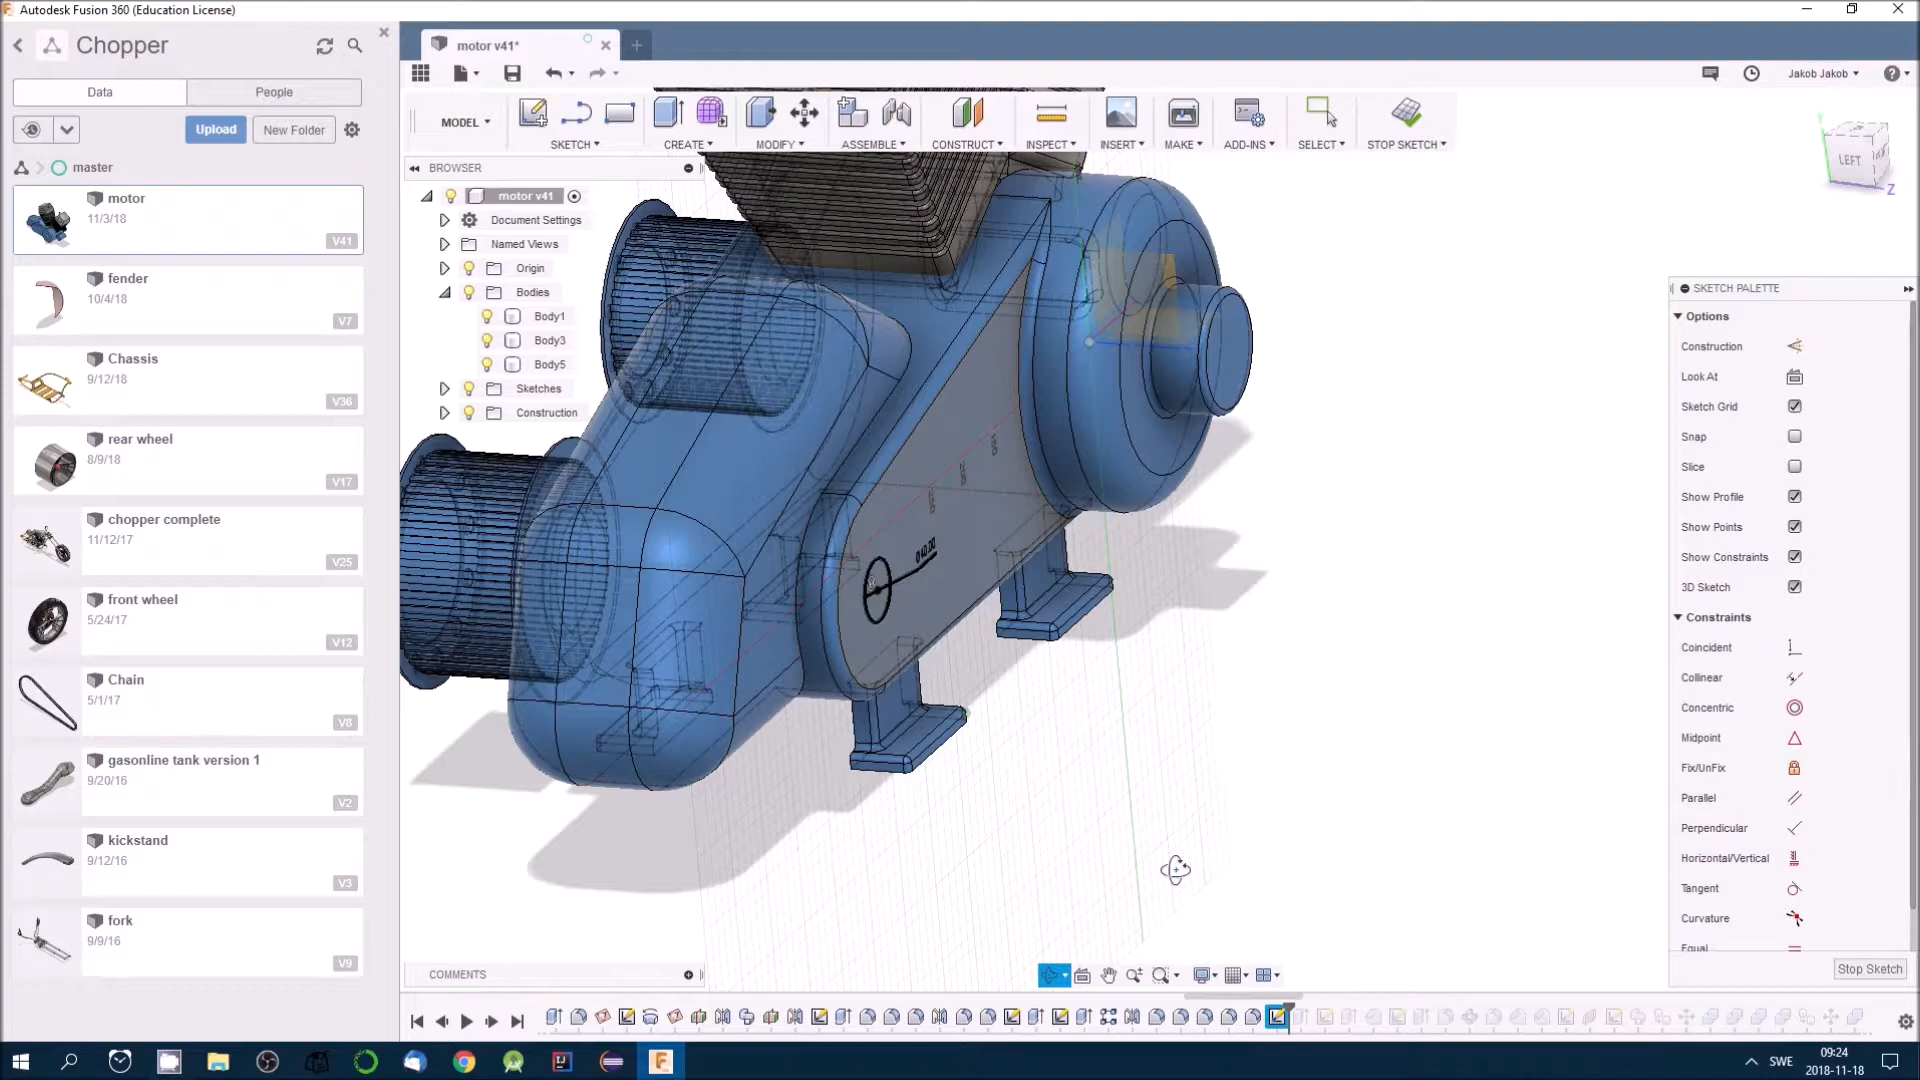 Autodesk Fusion 360 (Education License)
Chopper
Data
People
Upload
New Folder
master
motor
11/3/18
V41
fender
10/4/18
V7
Chassis
9/12/18
V36
rear wheel
8/9/18
V17
chopper complete
11/12/17
V25
front wheel
5/24/17
V12
Chain
5/1/17
V8
gasonline tank version 1
9/20/16
V2
kickstand
9/12/16
V3
fork
9/9/16
V9
motor v41*
Jakob Jakob
MODEL
SKETCH
CREATE
MODIFY
ASSEMBLE
CONSTRUCT
INSPECT
INSERT
MAKE
ADD-INS
SELECT
STOP SKETCH
BROWSER
motor v41
Document Settings
Named Views
Origin
Bodies
Body1
Body3
Body5
Sketches
Construction
LEFT
Z
SKETCH PALETTE
Options
Construction
Look At
Sketch Grid
Snap
Slice
Show Profile
Show Points
Show Constraints
3D Sketch
Constraints
Coincident
Collinear
Concentric
Midpoint
Fix/UnFix
Parallel
Perpendicular
Horizontal/Vertical
Tangent
Curvature
Equal
Stop Sketch
COMMENTS
SWE
09:24
2018-11-18